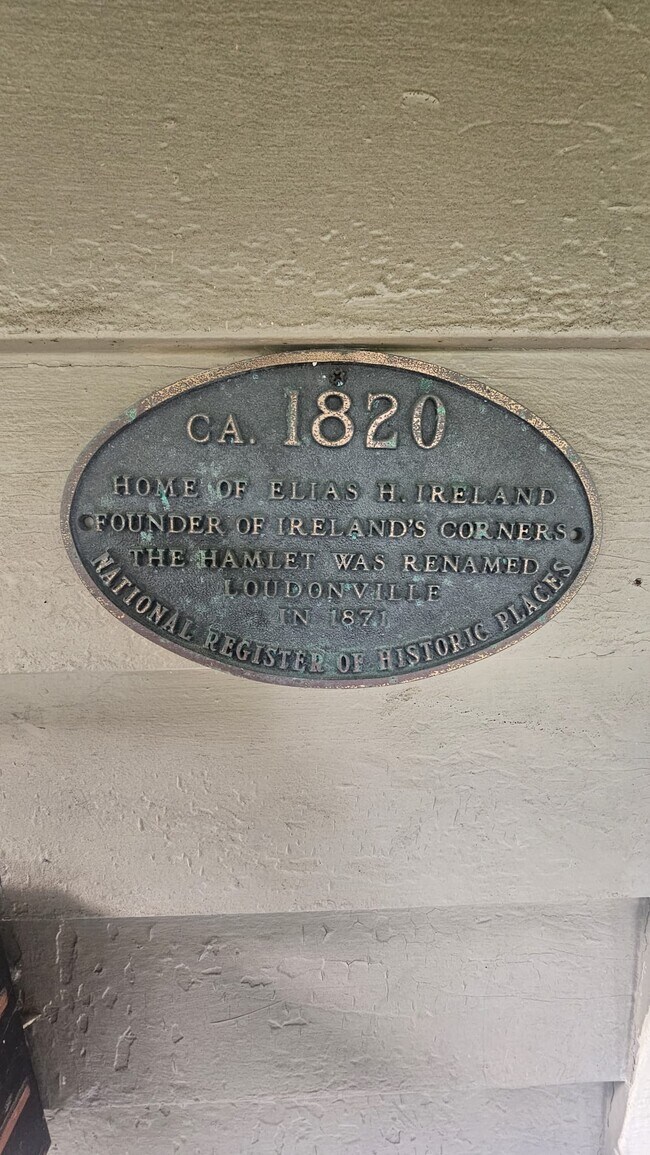 CA. 1820
HOME OF ELIAS H. IRELAND
FOUNDER OF IRELAND'S CORNERS
THE HAMLET WAS RENAMED
LOUDONVILLE
IN 1871
NATIONAL REGISTER OF HISTORIC PLACES